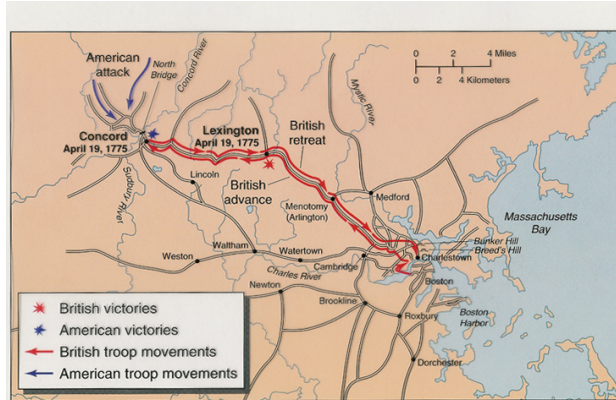 American
attack
North
Bridge
Concord River
0 2 4 Miles
0 2 4 Kilometers
Mystic River
Concord
April 19, 1775
Lexington
April 19, 1775
British
retreat
Lincoln
Sudbury River
British
advance
Menotomy
(Arlington)
Medford
Massachusetts
Bay
Bunker Hill
Breed's Hill
Charlestown
Waltham
Watertown
Weston
Cambridge
Charles River
Boston
Newton
Brookline
Roxbury
Boston
Harbor
Dorchester
British victories
American victories
British troop movements
American troop movements